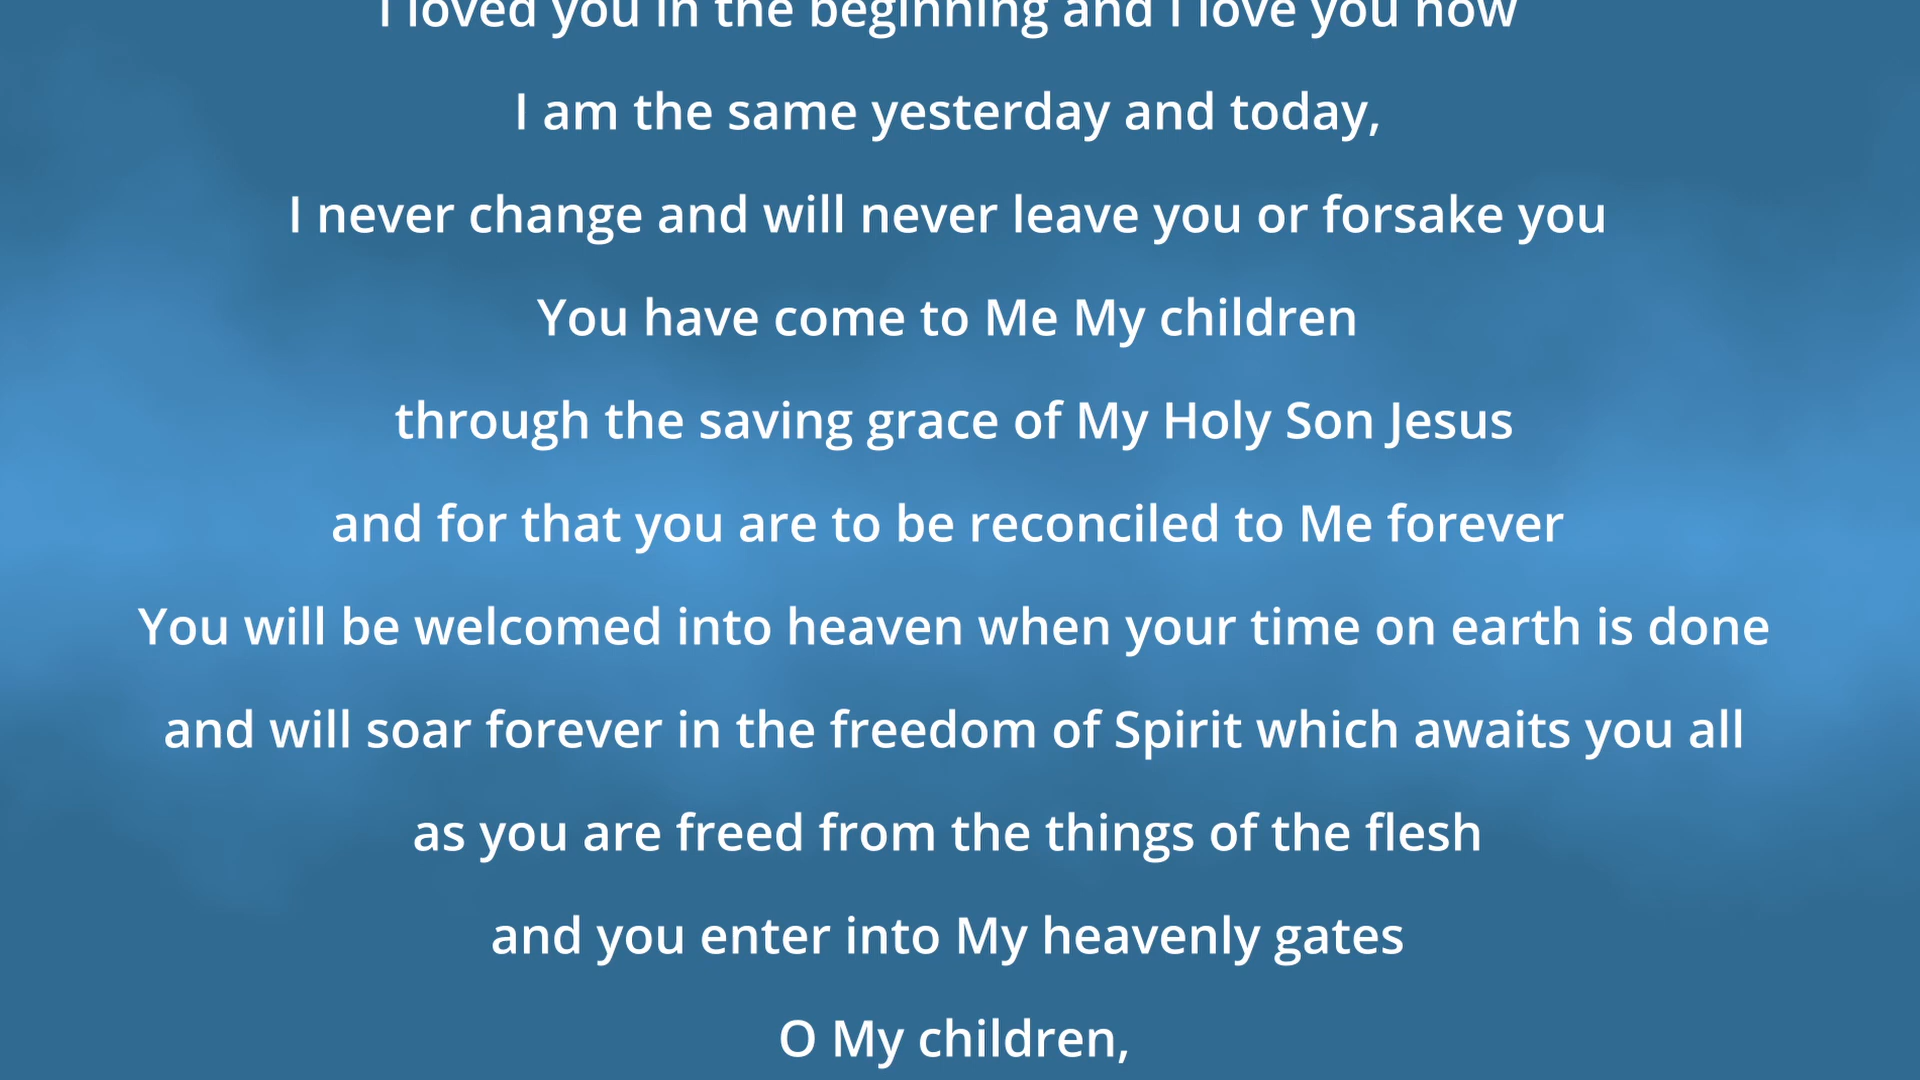 I loved you in the beginning and I love you now
I am the same yesterday and today,
I never change and will never leave you or forsake you
You have come to Me My children
through the saving grace of My Holy Son Jesus
and for that you are to be reconciled to Me forever
You will be welcomed into heaven when your time on earth is done
and will soar forever in the freedom of Spirit which awaits you all
as you are freed from the things of the flesh
and you enter into My heavenly gates
O My children,